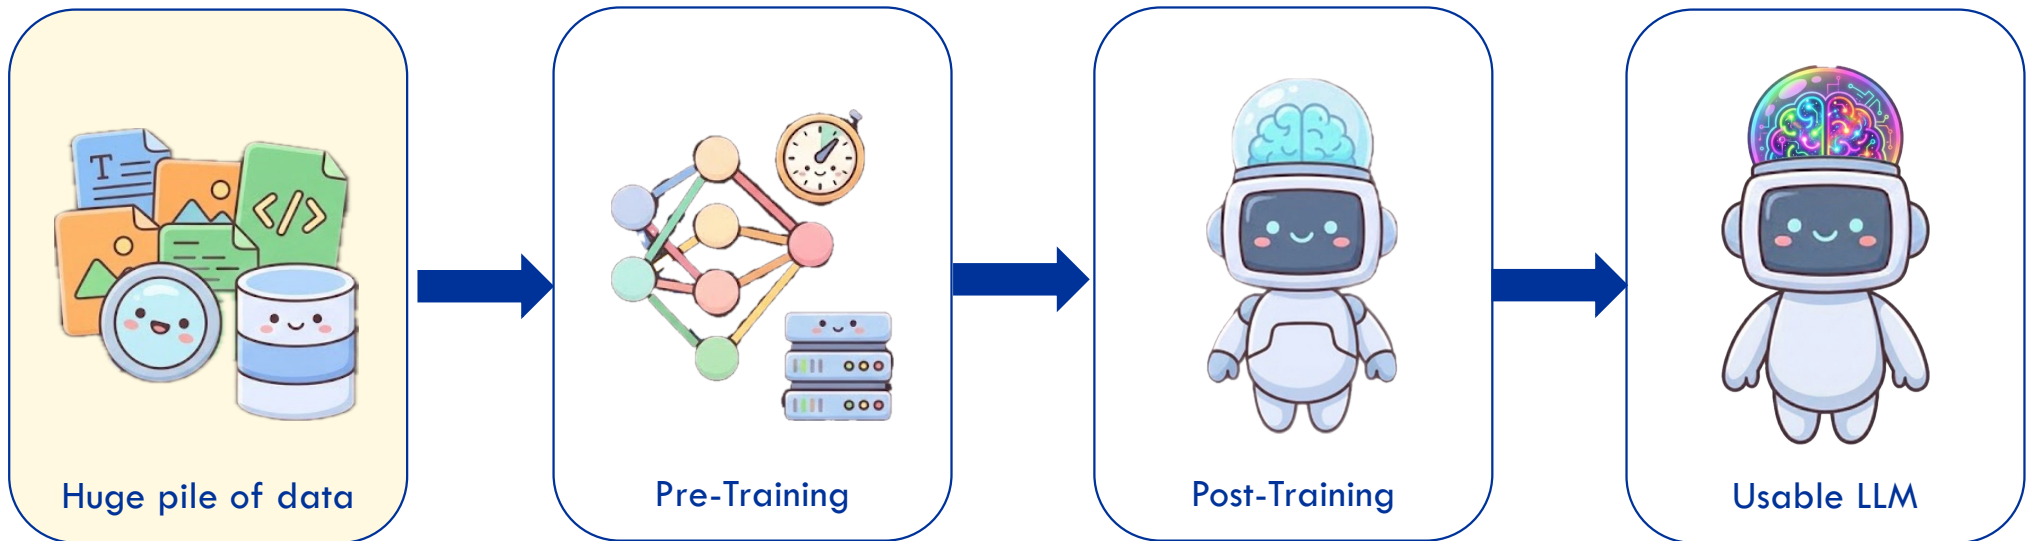 T
</>
Huge pile of data
Pre-Training
Post-Training
Usable LLM